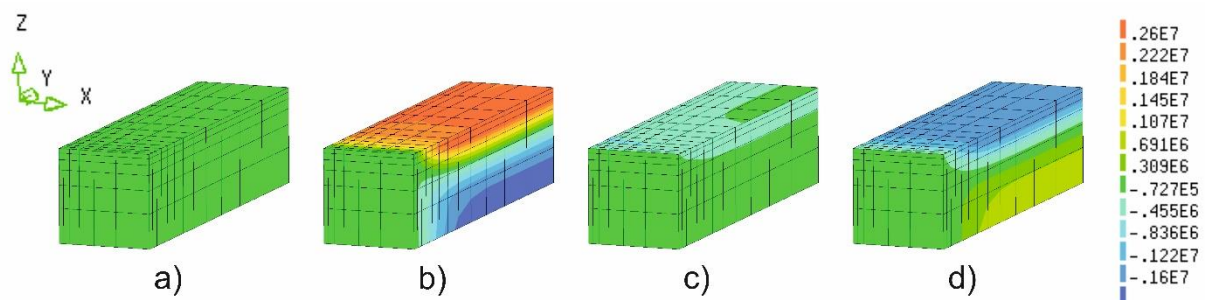 Z
Y
X
a)
b)
c)
d)
.26E7
.222E7
.184E7
.145E7
.107E7
.691E6
.309E6
-.727E5
-.455E6
-.836E6
-.122E7
-.16E7